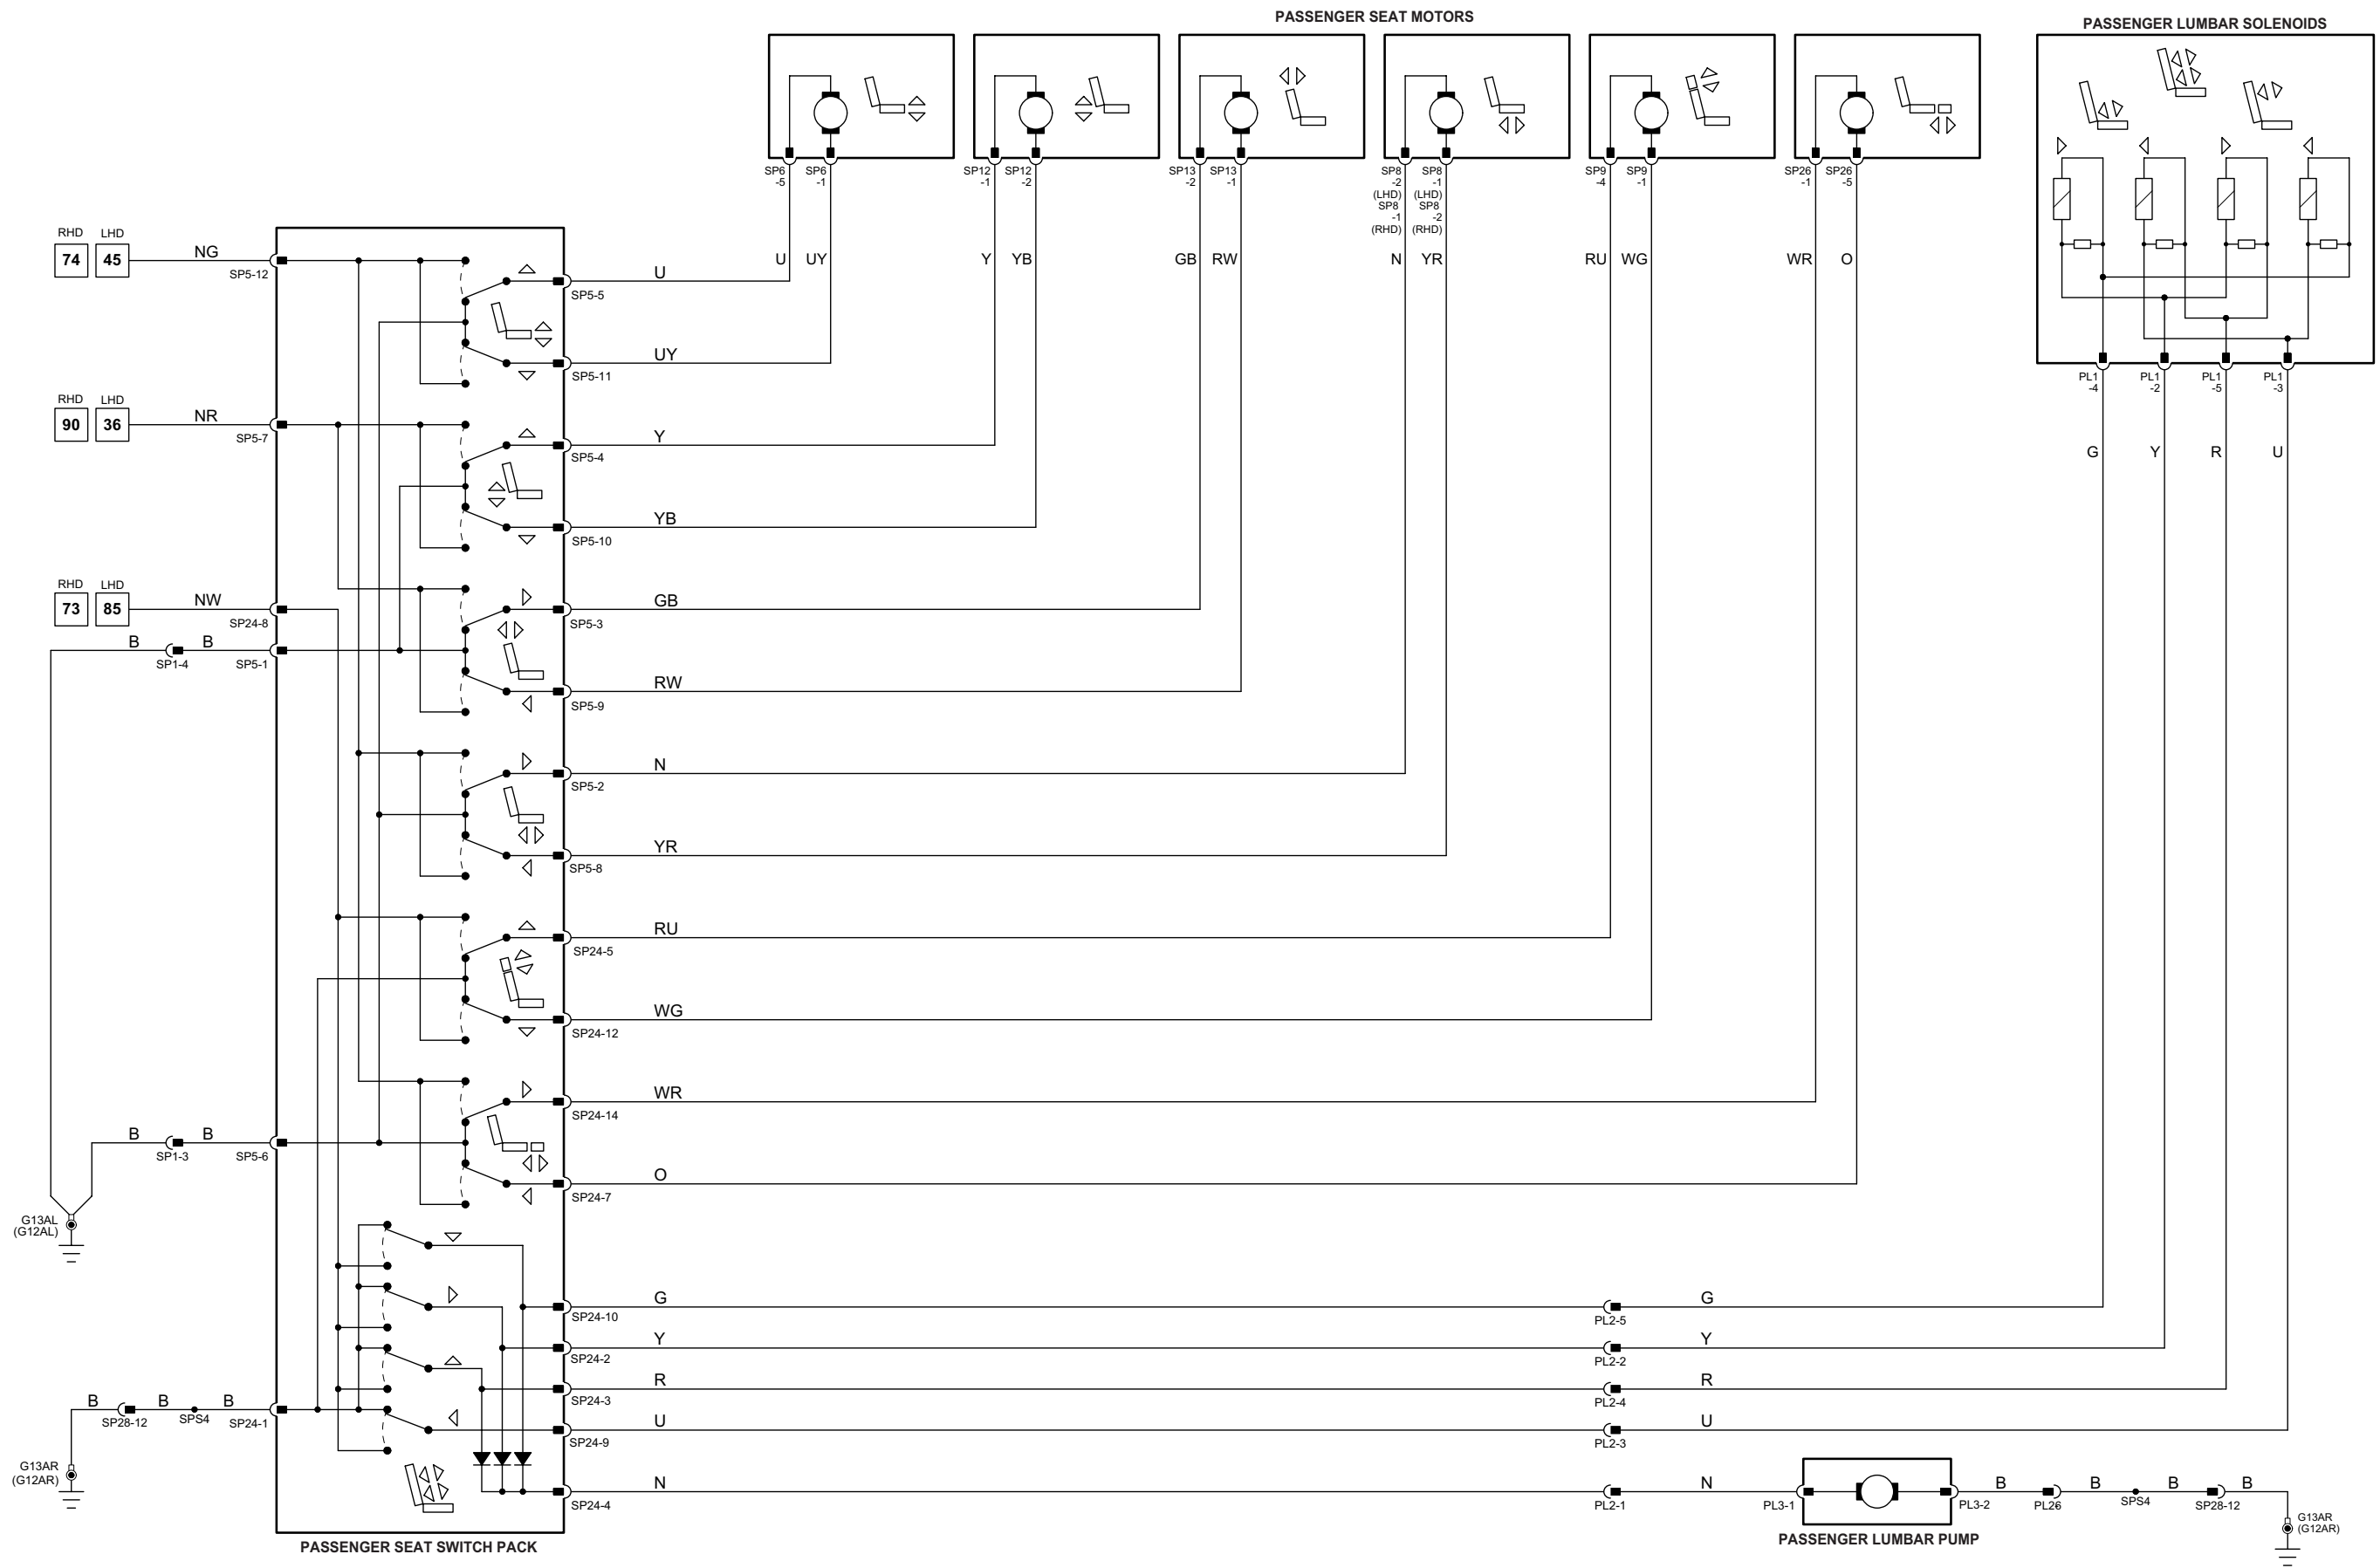 PASSENGER SEAT MOTORS
PASSENGER LUMBAR SOLENOIDS
SP6
-5
SP6
-1
SP12
-1
SP12
-2
SP13
-2
SP13
-1
SP8
-2
(LHD)
SP8
-1
(RHD)
SP8
-1
(LHD)
SP8
-2
(RHD)
SP9
-4
SP9
-1
SP26
-1
SP26
-5
U UY Y YB GB RW N YR RU WG WR O
PL1
-4
PL1
-2
PL1
-5
PL1
-3
G Y R U
RHD LHD
74 45 NG
SP5-12
U
SP5-5
UY
SP5-11
RHD LHD
90 36 NR
SP5-7
Y
SP5-4
YB
SP5-10
RHD LHD
73 85 NW
SP24-8
GB
SP5-3
B B
SP1-4 SP5-1
RW
SP5-9
N
SP5-2
YR
SP5-8
RU
SP24-5
WG
SP24-12
WR
SP24-14
B B
SP1-3 SP5-6
O
SP24-7
G13AL
(G12AL)
G G
SP24-10 PL2-5
Y Y
SP24-2 PL2-2
R R
SP24-3 PL2-4
B B B
SP28-12 SPS4 SP24-1
U U
SP24-9 PL2-3
G13AR
(G12AR)
N N B B B B
SP24-4 PL2-1 PL3-1 PL3-2 PL26 SPS4 SP28-12
G13AR
(G12AR)
PASSENGER LUMBAR PUMP
PASSENGER SEAT SWITCH PACK